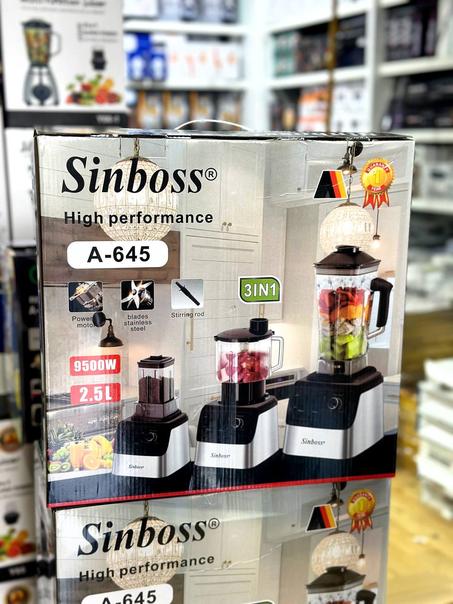 Sinboss®
High performance
A-645
3IN1
Power
motor
blades
stainless
steel
Stirring rod
9500W
2.5L
Sinboss®
Sinboss®
Sinboss®
Sinboss®
High performance
A-645